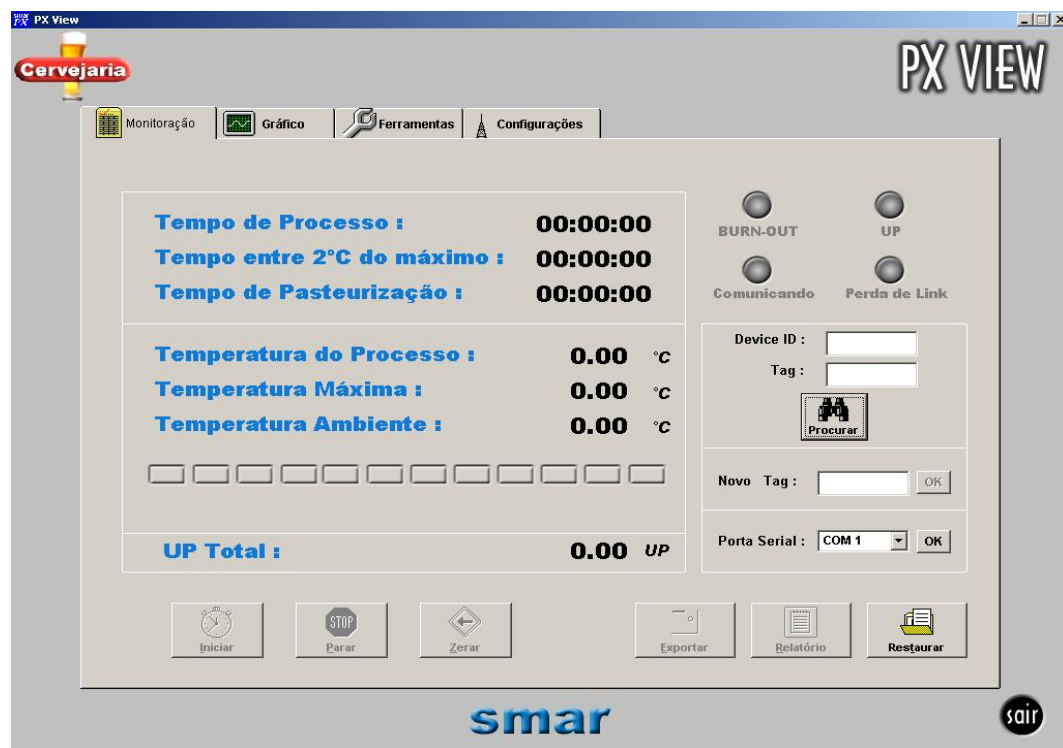 PX View
Cervejaria
PX VIEW
Monitoração
Gráfico
Ferramentas
Configurações
Tempo de Processo : 00:00:00
Tempo entre 2°C do máximo : 00:00:00
Tempo de Pasteurização : 00:00:00
BURN-OUT UP
Comunicando Perda de Link
Temperatura do Processo : 0.00 °C
Temperatura Máxima : 0.00 °C
Temperatura Ambiente : 0.00 °C
Device ID :
Tag :
Procurar
Novo Tag : OK
UP Total : 0.00 UP
Porta Serial : COM 1 OK
Iniciar
STOP
Parar
Zerar
Exportar
Relatório
Restaurar
smar
sair